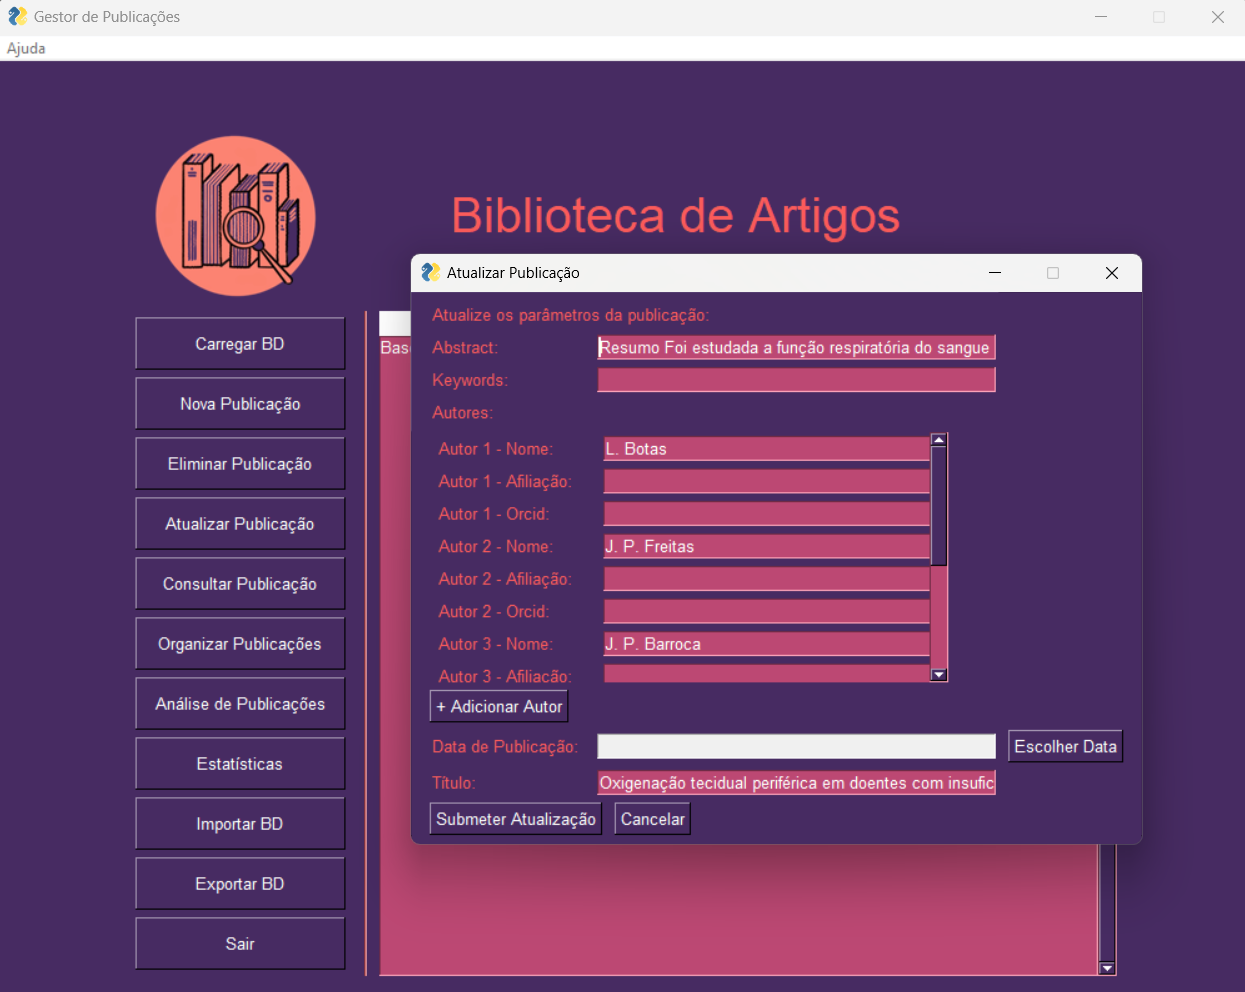 Gestor de Publicações
Ajuda
Biblioteca de Artigos
Carregar BD
Nova Publicação
Eliminar Publicação
Atualizar Publicação
Consultar Publicação
Organizar Publicações
Análise de Publicações
Estatísticas
Importar BD
Exportar BD
Sair
Atualizar Publicação
Atualize os parâmetros da publicação:
Abstract: Resumo Foi estudada a função respiratória do sangue
Keywords:
Autores:
Autor 1 - Nome: L. Botas
Autor 1 - Afiliação:
Autor 1 - Orcid:
Autor 2 - Nome: J. P. Freitas
Autor 2 - Afiliação:
Autor 2 - Orcid:
Autor 3 - Nome: J. P. Barroca
Autor 3 - Afiliação:
+ Adicionar Autor
Data de Publicação: Escolher Data
Título: Oxigenação tecidual periférica em doentes com insufic
Submeter Atualização Cancelar